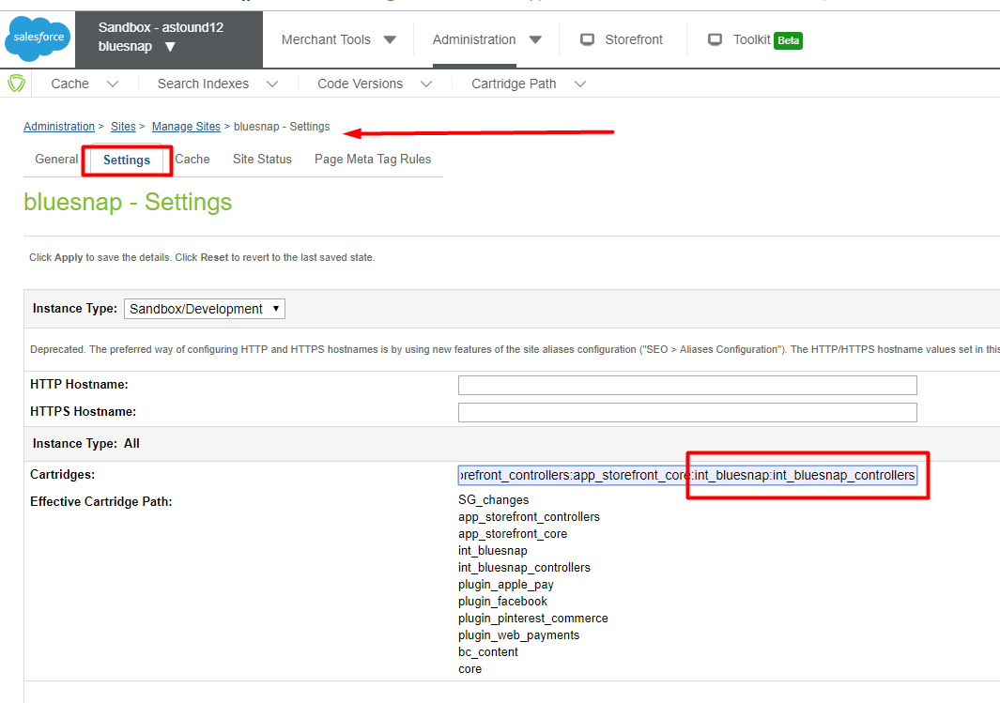 salesforce
Sandbox - astound12
bluesnap ▼
Merchant Tools
Administration
Storefront
Toolkit Beta
Cache
Search Indexes
Code Versions
Cartridge Path
Administration > Sites > Manage Sites > bluesnap - Settings
General Settings Cache Site Status Page Meta Tag Rules
bluesnap - Settings
Click Apply to save the details. Click Reset to revert to the last saved state.
Instance Type: Sandbox/Development
Deprecated. The preferred way of configuring HTTP and HTTPS hostnames is by using new features of the site aliases configuration ("SEO > Aliases Configuration"). The HTTP/HTTPS hostname values set in this
HTTP Hostname:
HTTPS Hostname:
Instance Type: All
Cartridges: refront_controllers:app_storefront_core:int_bluesnap:int_bluesnap_controllers
Effective Cartridge Path: SG_changes
app_storefront_controllers
app_storefront_core
int_bluesnap
int_bluesnap_controllers
plugin_apple_pay
plugin_facebook
plugin_pinterest_commerce
plugin_web_payments
bc_content
core